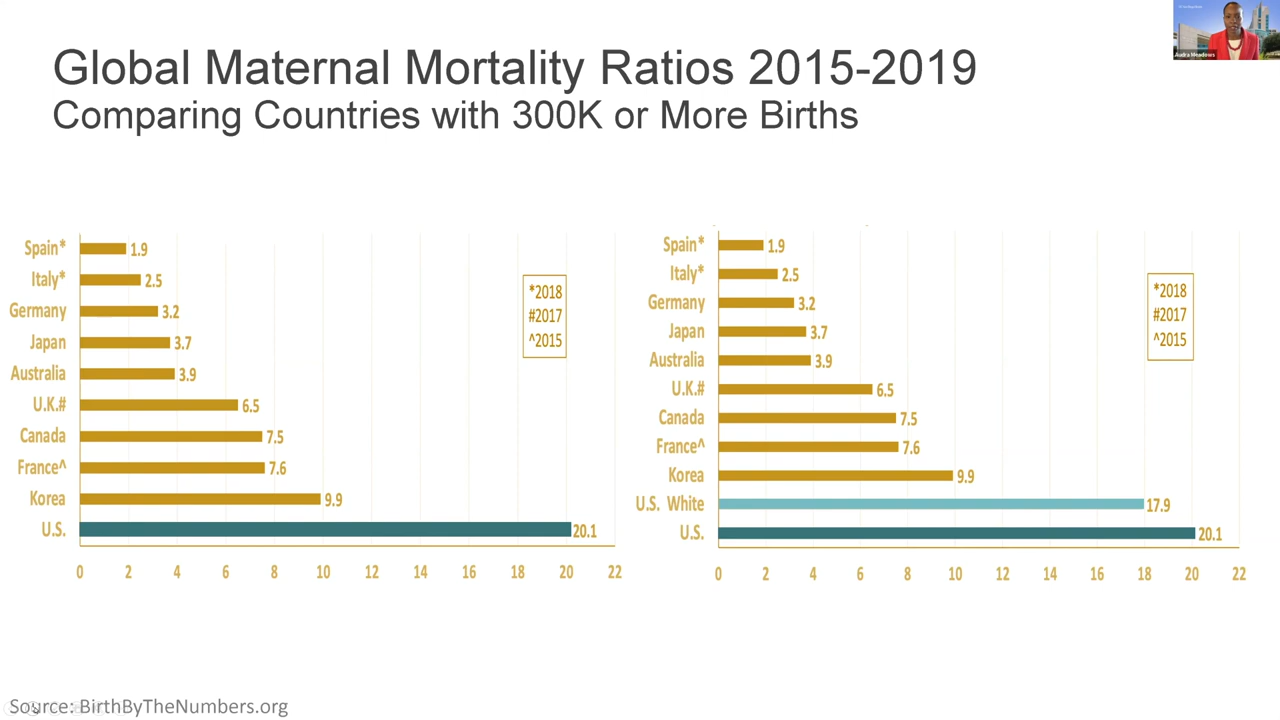 Global Maternal Mortality Ratios 2015-2019
Comparing Countries with 300K or More Births
Audra Meadows
Spain* 1.9
Italy* 2.5
Germany 3.2
Japan 3.7
Australia 3.9
U.K.# 6.5
Canada 7.5
France^ 7.6
Korea 9.9
U.S. 20.1
0 2 4 6 8 10 12 14 16 18 20 22
*2018
#2017
^2015
Spain* 1.9
Italy* 2.5
Germany 3.2
Japan 3.7
Australia 3.9
U.K.# 6.5
Canada 7.5
France^ 7.6
Korea 9.9
U.S. White 17.9
U.S. 20.1
0 2 4 6 8 10 12 14 16 18 20 22
*2018
#2017
^2015
Source: BirthByTheNumbers.org